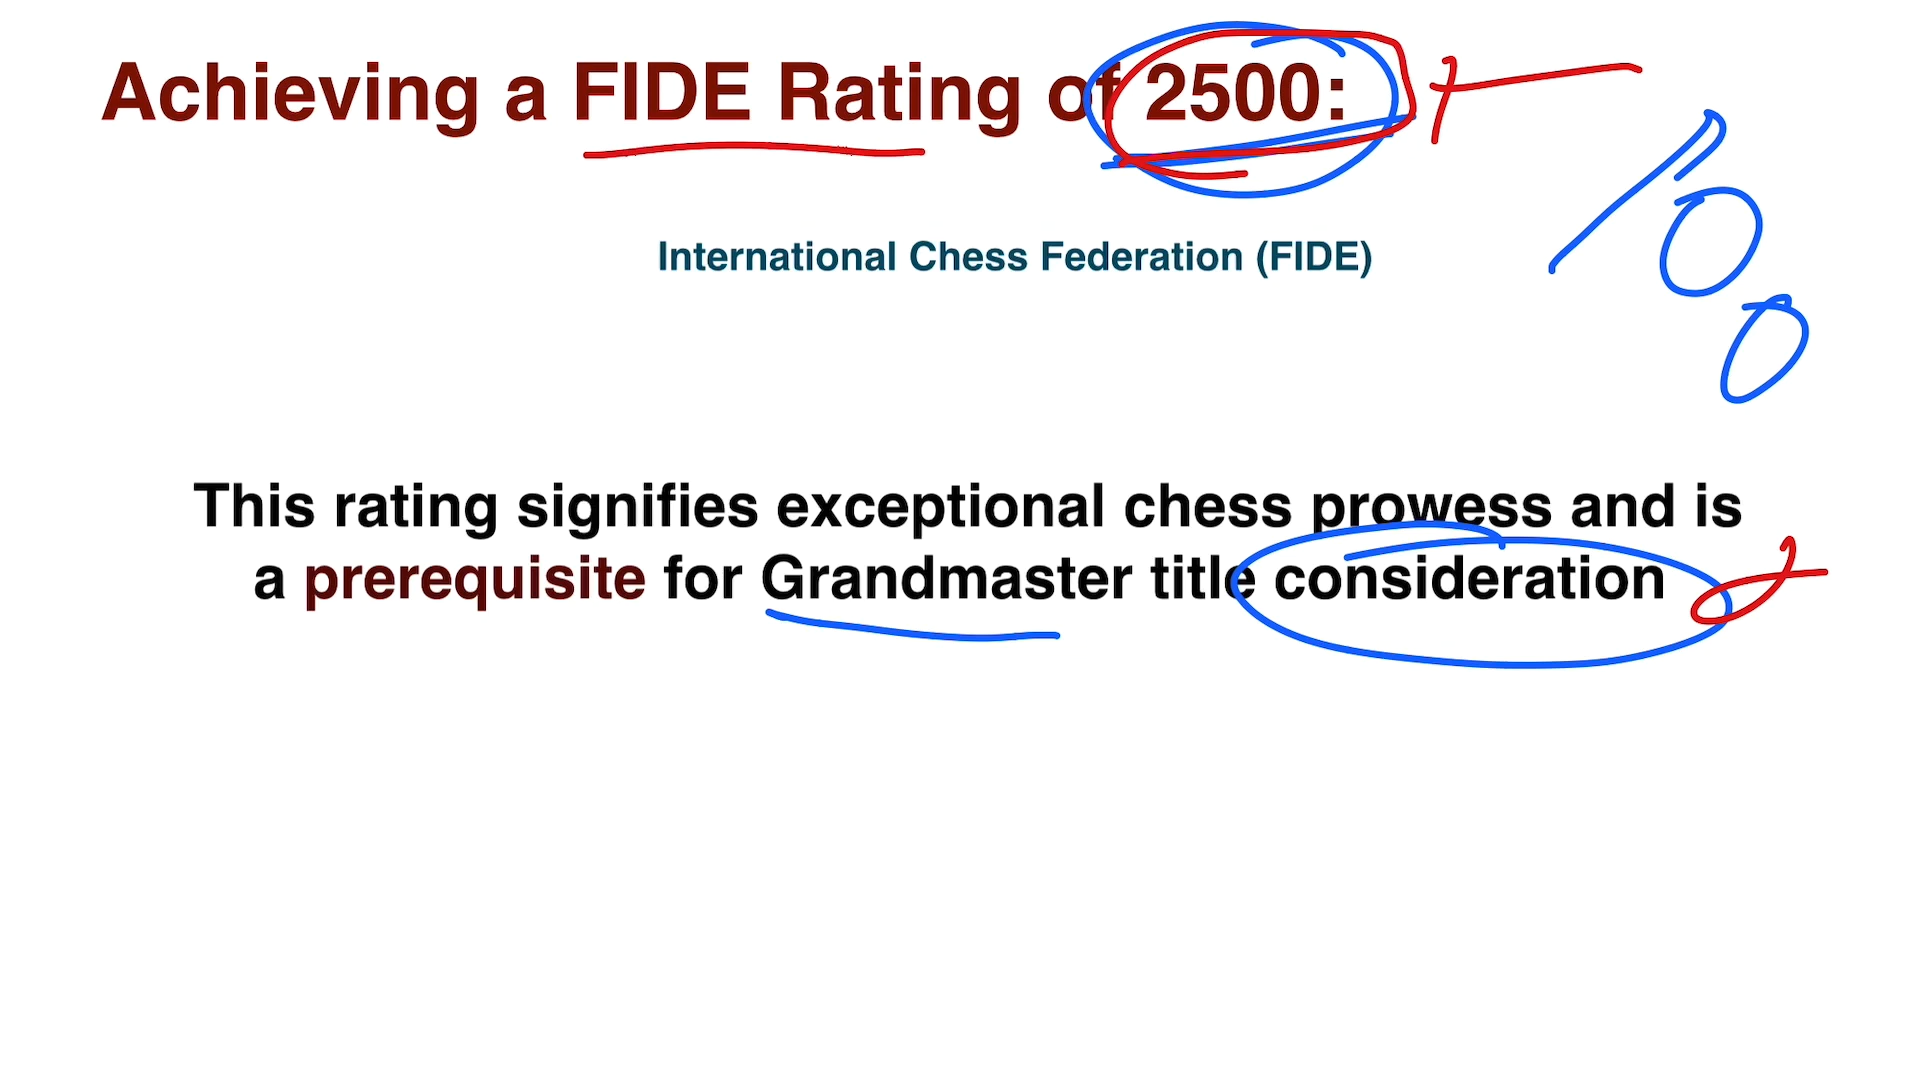 Achieving a FIDE Rating of 2500:
100
International Chess Federation (FIDE)
This rating signifies exceptional chess prowess and is
a prerequisite for Grandmaster title consideration